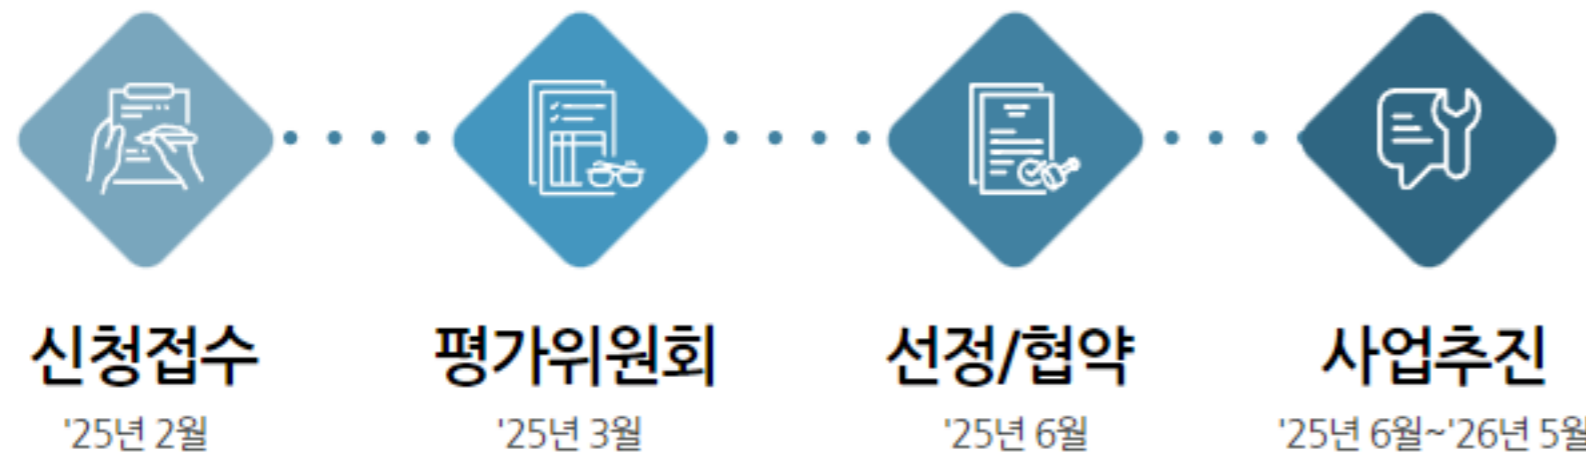 신청접수
'25년 2월
평가위원회
'25년 3월
선정/협약
'25년 6월
사업추진
'25년 6월~'26년 5월